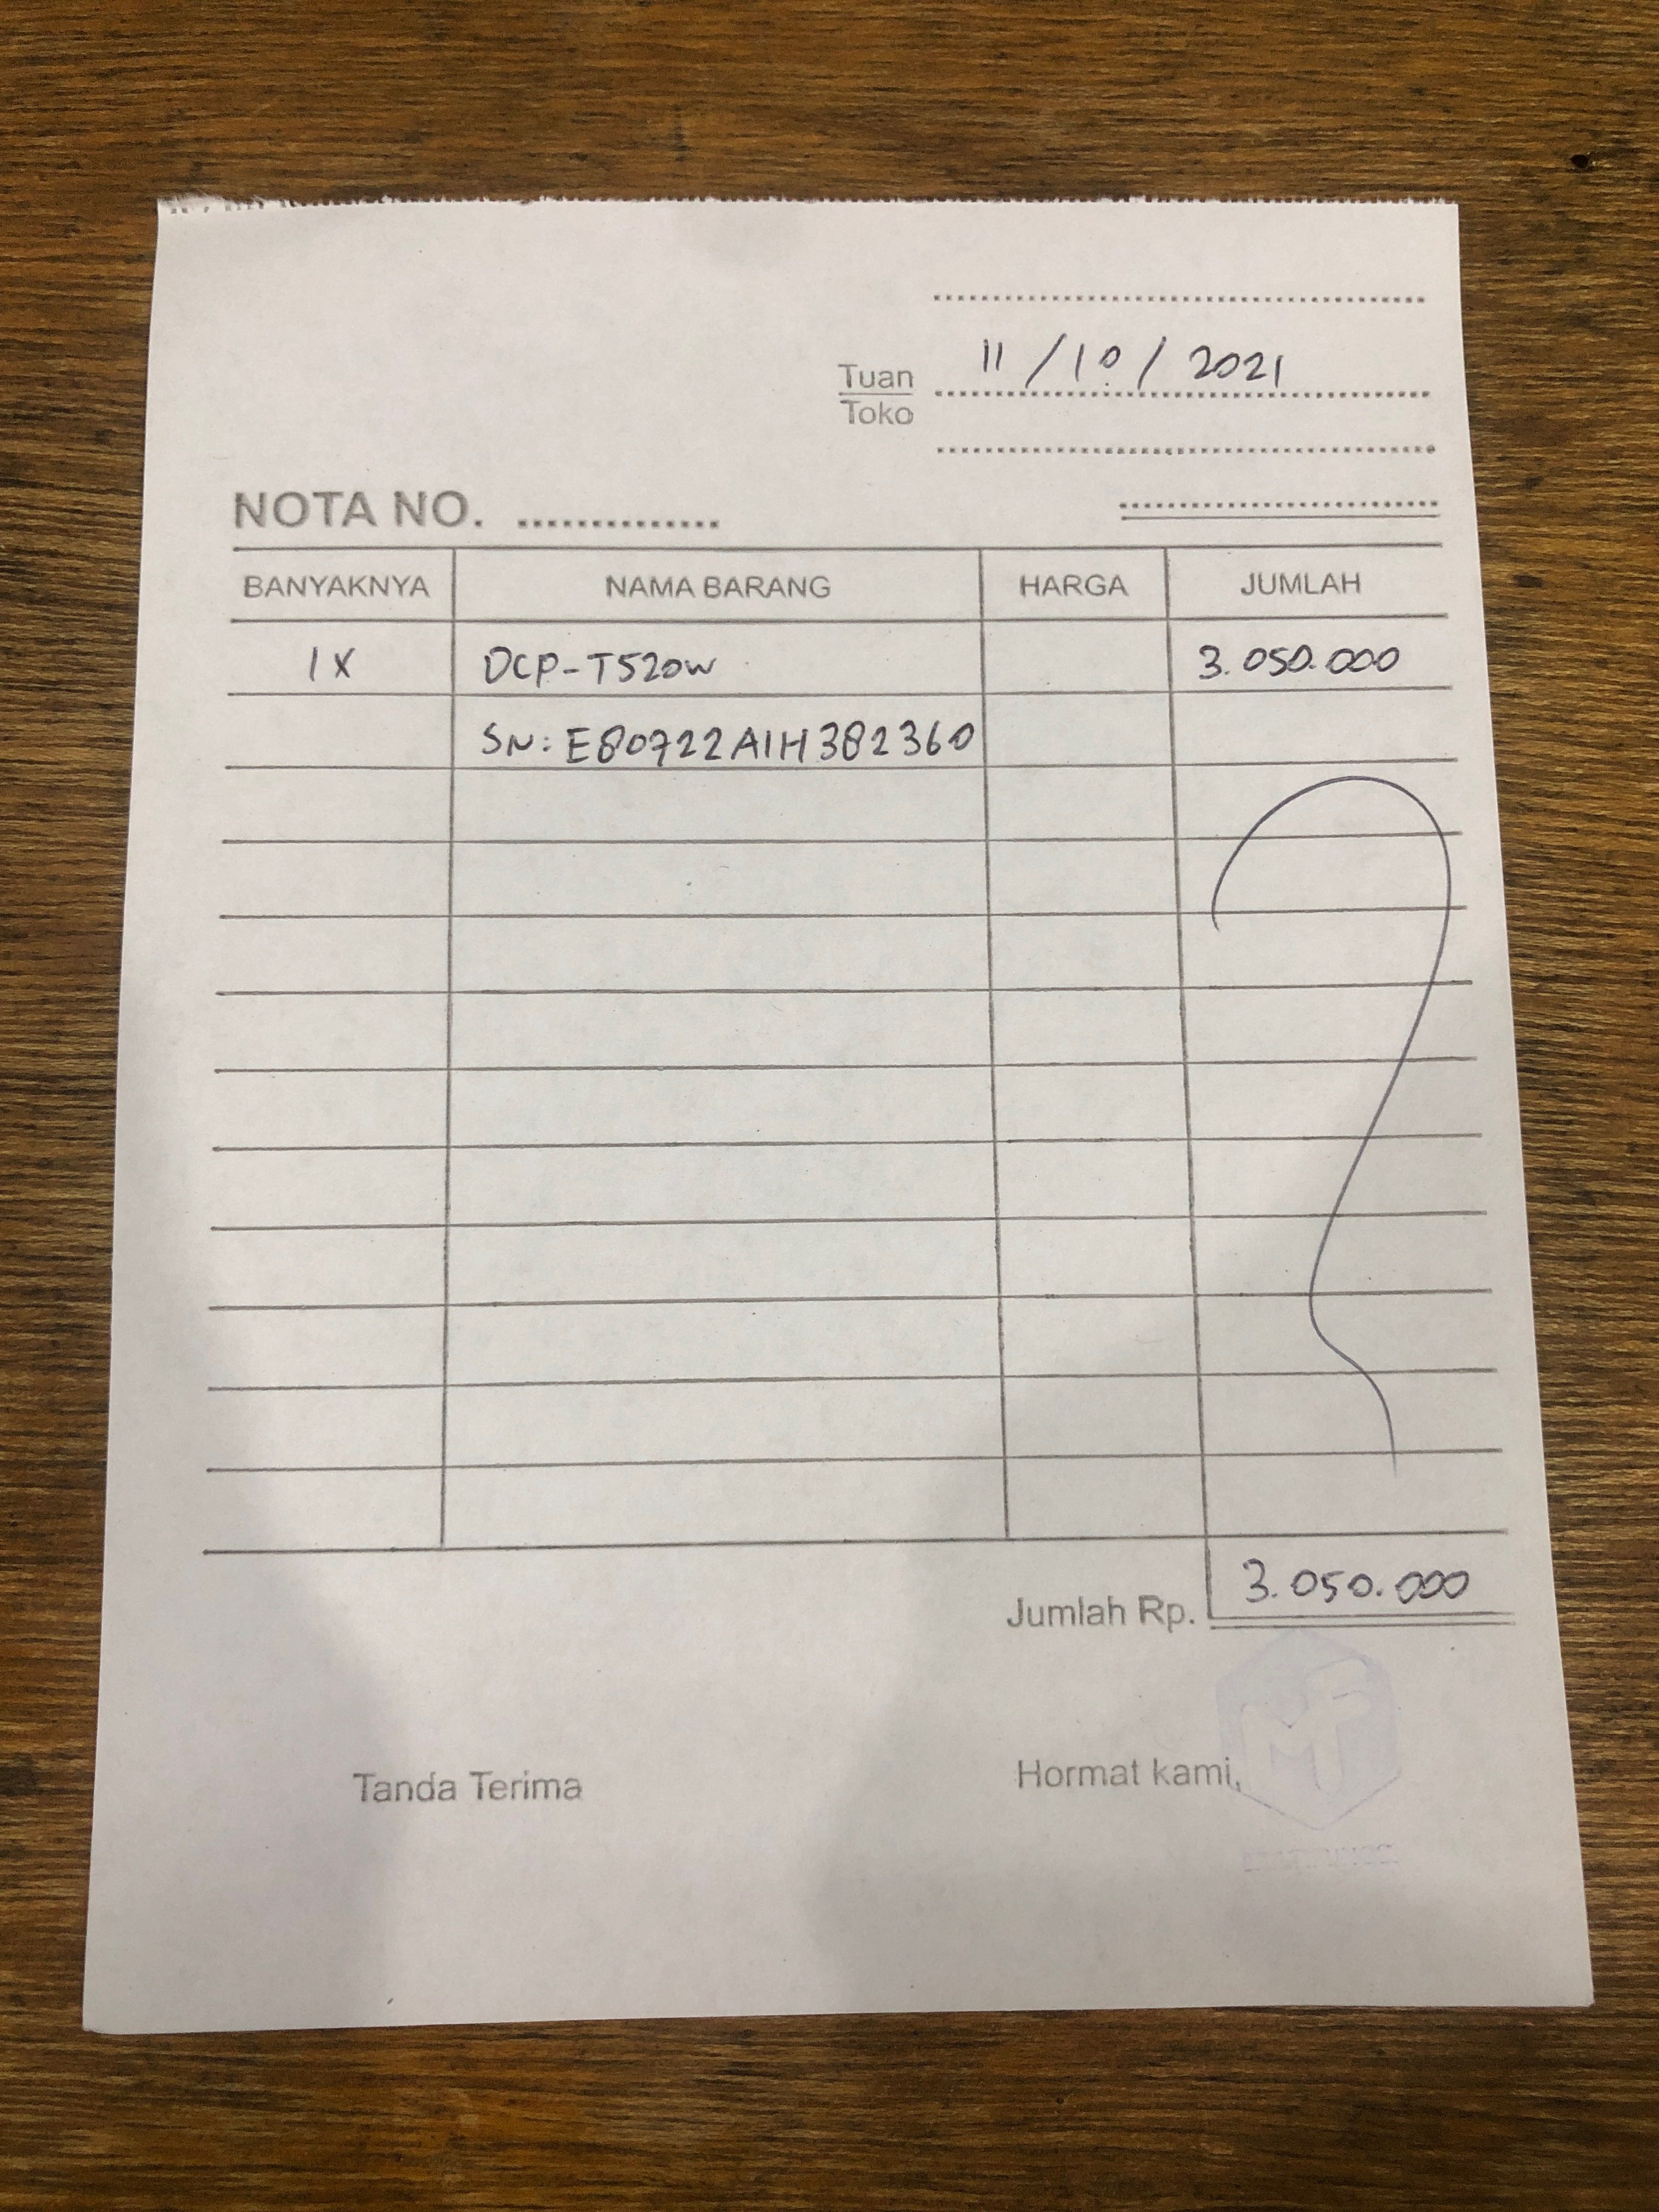 11/10/2021
Tuan
Toko
NOTA NO. ..............
BANYAKNYA NAMA BARANG HARGA JUMLAH
1X DCP-T520W 3.050.000
SN: E80722A1H382360
Jumlah Rp. 3.050.000
Tanda Terima Hormat kami,
MF